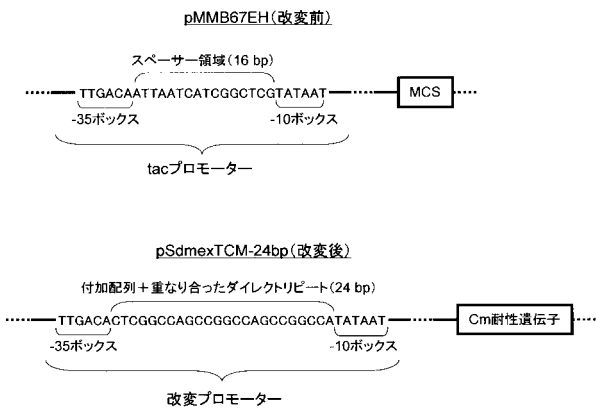 pMMB67EH(改変前)
スペーサー領域(16 bp)
TTGACAATTAATCATCGGCTCGTATAAT
MCS
-35ボックス
-10ボックス
tacプロモーター
pSdmexTCM-24bp(改変後)
付加配列+重なり合ったダイレクトリピート(24 bp)
TTGACACTCGGCCAGCCGGCCAGCCGGCCATATAAT
Cm耐性遺伝子
-35ボックス
-10ボックス
改変プロモーター